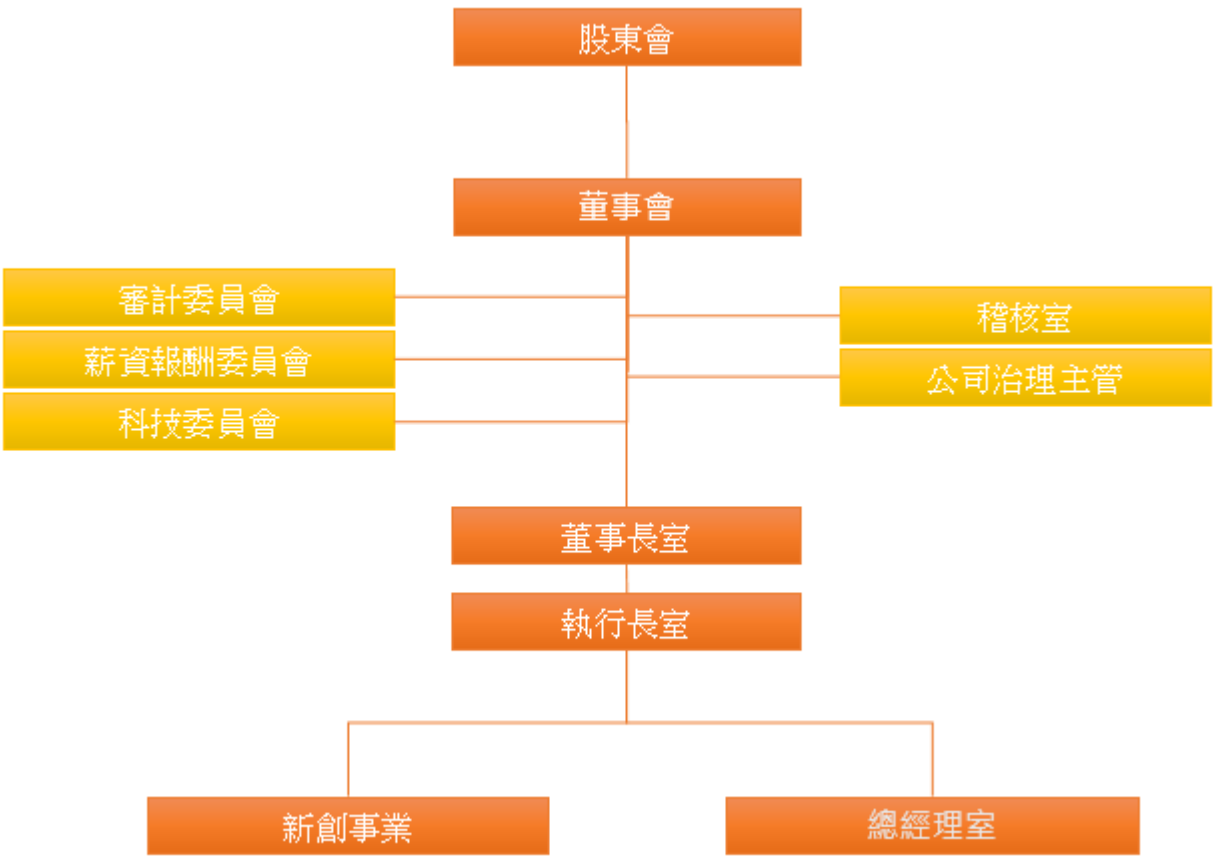 股東會
董事會
審計委員會
薪資報酬委員會
科技委員會
稽核室
公司治理主管
董事長室
執行長室
新創事業
總經理室